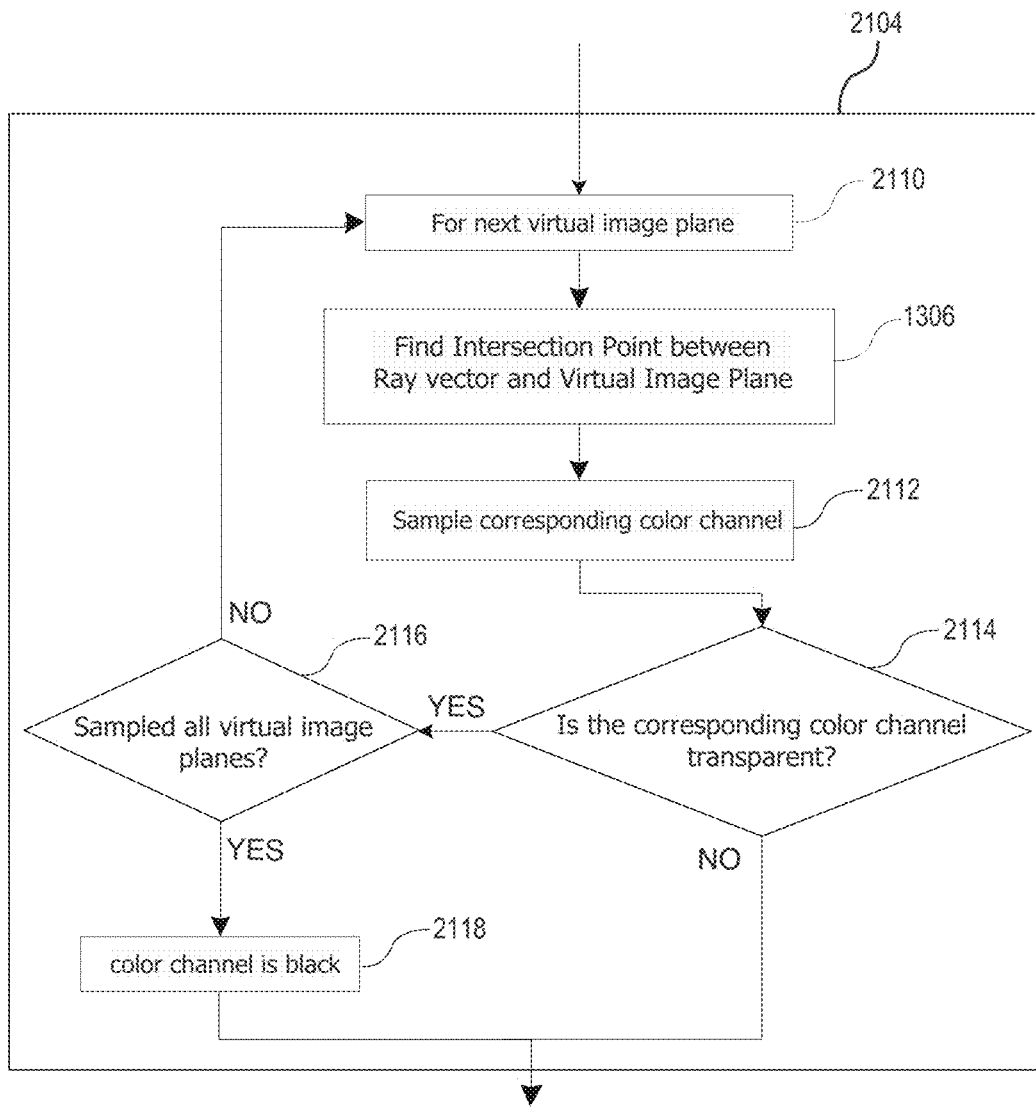 2104
2110
For next virtual image plane
1306
Find Intersection Point between
Ray vector and Virtual Image Plane
2112
Sample corresponding color channel
NO
2116
2114
Sampled all virtual image
planes?
YES
Is the corresponding color channel
transparent?
YES
NO
2118
color channel is black